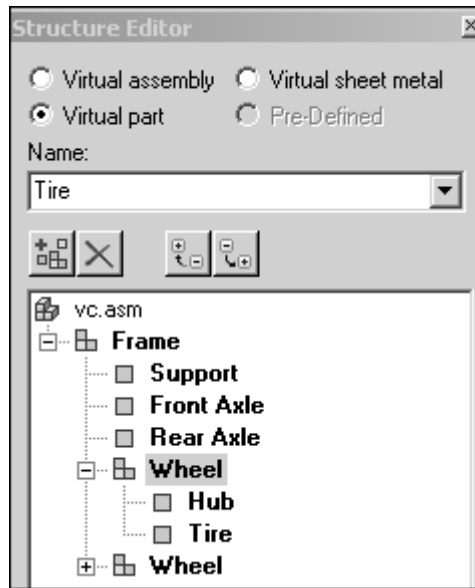 Structure Editor
Virtual assembly Virtual sheet metal
Virtual part Pre-Defined
Name:
Tire
vc.asm
Frame
Support
Front Axle
Rear Axle
Wheel
Hub
Tire
Wheel